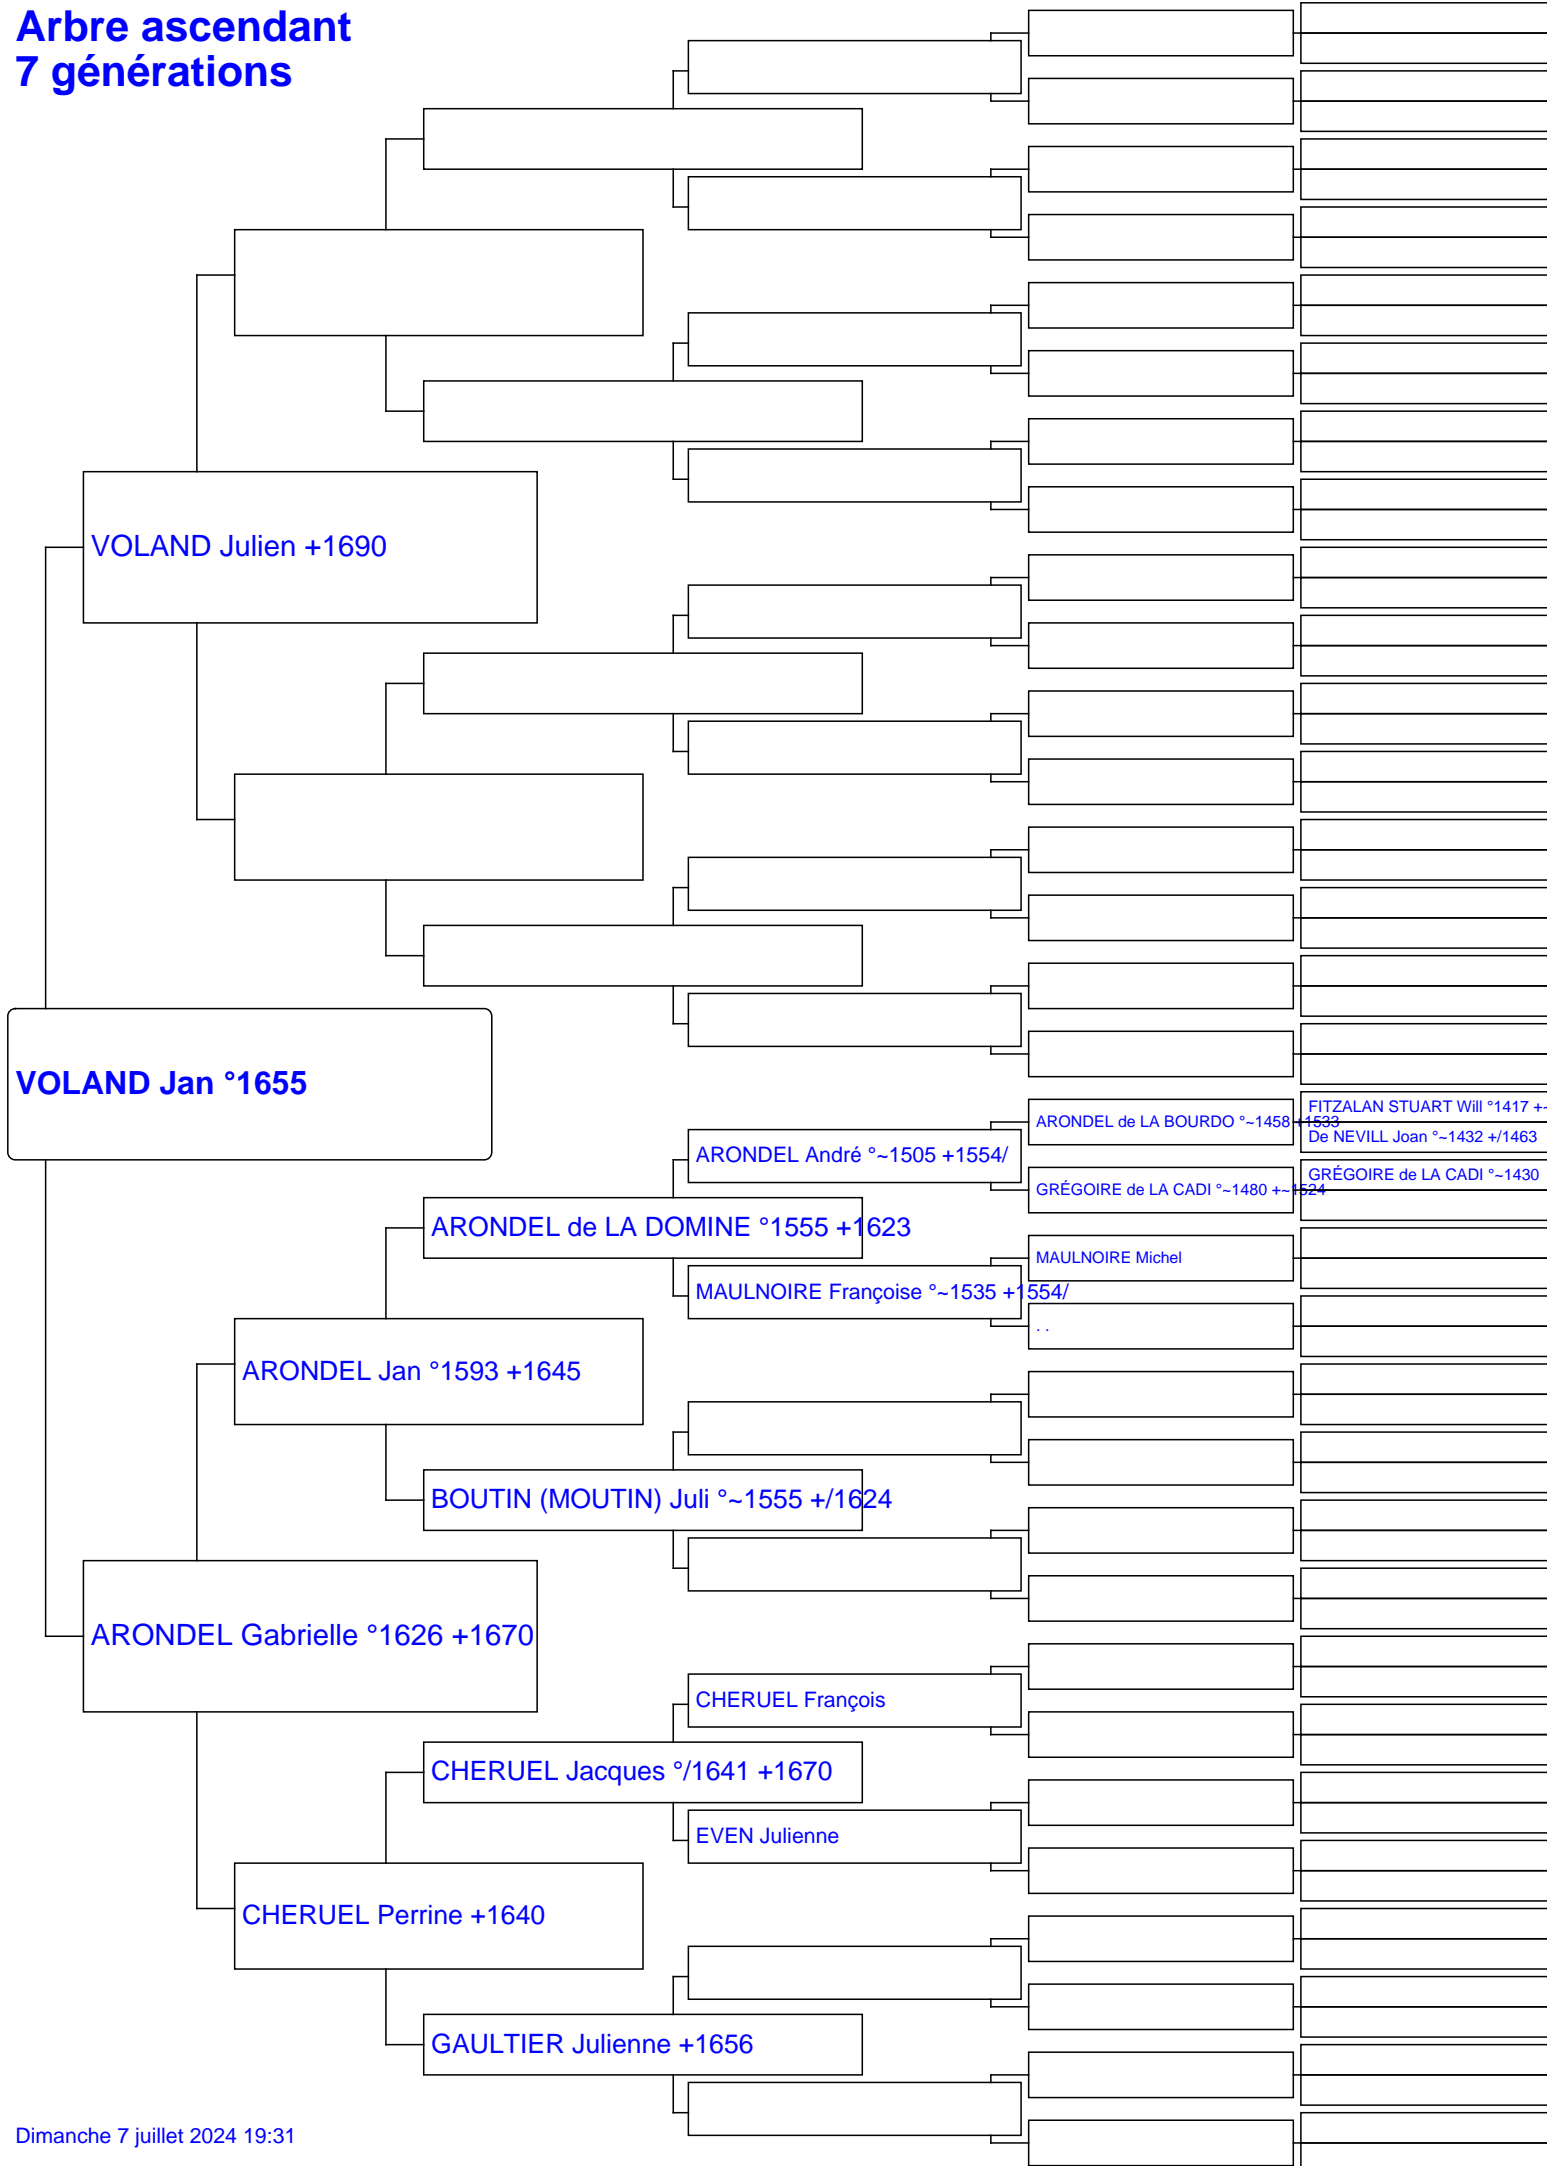 Arbre ascendant
7 générations
VOLAND Julien +1690
VOLAND Jan °1655
FITZALAN STUART Will °1417 +~
ARONDEL de LA BOURDO °~1458 +1533
De NEVILL Joan °~1432 +/1463
ARONDEL André °~1505 +1554/
GRÉGOIRE de LA CADI °~1430
GRÉGOIRE de LA CADI °~1480 +~1524
ARONDEL de LA DOMINE °1555 +1623
MAULNOIRE Michel
MAULNOIRE Françoise °~1535 +1554/
. .
ARONDEL Jan °1593 +1645
BOUTIN (MOUTIN) Juli °~1555 +/1624
ARONDEL Gabrielle °1626 +1670
CHERUEL François
CHERUEL Jacques °/1641 +1670
EVEN Julienne
CHERUEL Perrine +1640
GAULTIER Julienne +1656
Dimanche 7 juillet 2024 19:31